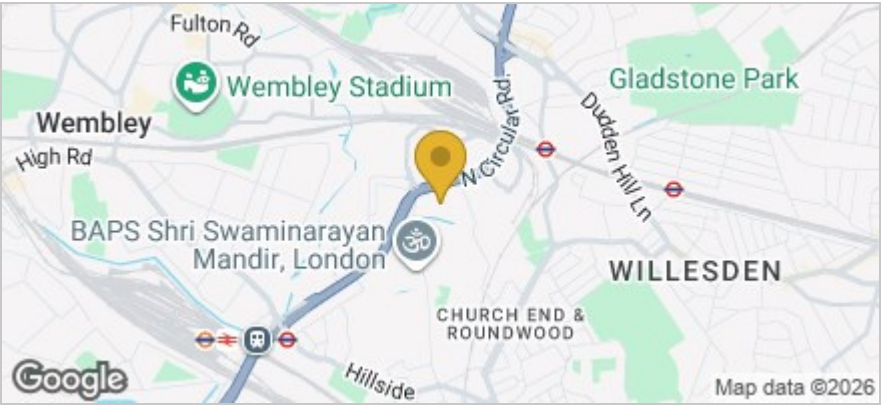 Fulton Rd
Wembley Stadium
Gladstone Park
Wembley
High Rd
N Circular Rd
Dudden Hill Ln
BAPS Shri Swaminarayan
Mandir, London
WILLESDEN
CHURCH END &
ROUNDWOOD
Hillside
Google
Map data ©2026